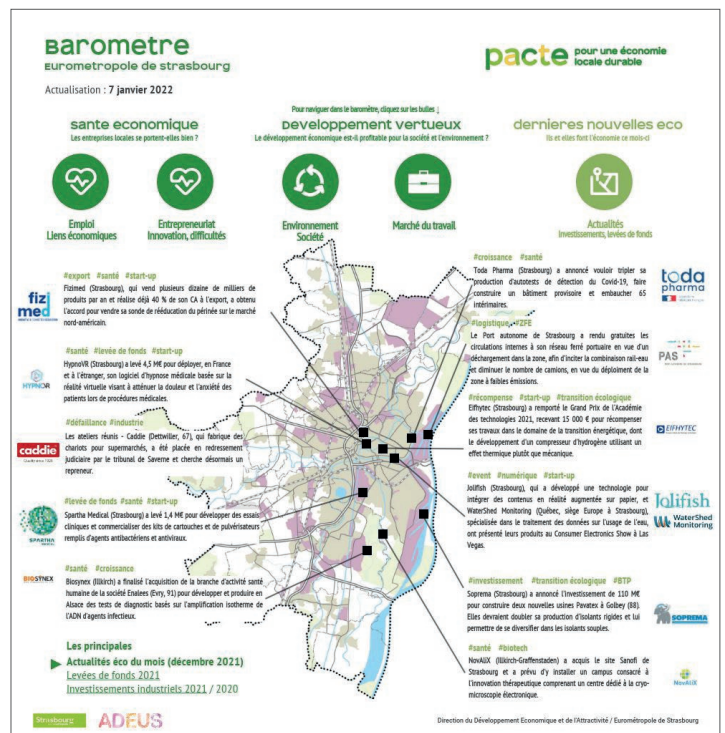 Barometre
Eurometropole de strasbourg
Actualisation : 7 janvier 2022
pacte pour une économie
locale durable
Pour naviguer dans le baromètre, cliquez sur les bulles ↓
sante economique
Les entreprises locales se portent-elles bien ?
Developpement vertueux
Le développement économique est-il profitable pour la société et l'environnement ?
dernieres nouvelles eco
Ils et elles font l'économie ce mois-ci
Emploi
Liens économiques
Entrepreneuriat
Innovation, difficultés
Environnement
Société
Marché du travail
Actualités
Investissements, levées de fonds
#export #santé #start-up
Fizimed (Strasbourg), qui vend plusieurs dizaine de milliers
de produits par an et réalise déjà 40 % de son CA à l'export, a obtenu
l'accord pour vendre sa sonde de rééducation du périnée sur le marché
nord-américain.
fizimed
#santé #levée de fonds #start-up
HypnoVR (Strasbourg) a levé 4,5 M€ pour déployer, en France
et à l'étranger, son logiciel d'hypnose médicale basée sur la
réalité virtuelle visant à atténuer la douleur et l'anxiété des
patients lors de procédures médicales.
HYPNOVR
#défaillance #industrie
Les ateliers réunis - Caddie (Dettwiller, 67), qui fabrique des
chariots pour supermarchés, a été placée en redressement
judiciaire par le tribunal de Saverne et cherche désormais un
repreneur.
caddie
#levée de fonds #santé #start-up
Spartha Medical (Strasbourg) a levé 1,4 M€ pour développer des essais
cliniques et commercialiser des kits de cartouches et de pulvérisateurs
remplis d'agents antibactériens et antiviraux.
SPARTHA
MEDICAL
#santé #croissance
Biosynex (Illkirch) a finalisé l'acquisition de la branche d'activité santé
humaine de la société Enalees (Evry, 91) pour développer et produire en
Alsace des tests de diagnostic basés sur l'amplification isotherme de
l'ADN d'agents infectieux.
BIOSYNEX
#croissance #santé
Toda Pharma (Strasbourg) a annoncé vouloir tripler sa
production d'autotests de détection du Covid-19, faire
construire un bâtiment provisoire et embaucher 65
intérimaires.
toda
pharma
#logistique #ZFE
Le Port autonome de Strasbourg a rendu gratuites les
circulations internes à son réseau ferré portuaire en vue d'un
déchargement dans la zone, afin d'inciter la combinaison rail-eau
et diminuer le nombre de camions, en vue du déploiment de la
zone à faibles émissions.
PAS
#récompense #start-up #transition écologique
Eifhytec (Strasbourg) a remporté le Grand Prix de l'Académie
des technologies 2021, recevant 15 000 € pour récompenser
ses travaux dans le domaine de la transition énergétique, dont
le développement d'un compresseur d'hydrogène utilisant un
effet thermique plutôt que mécanique.
EIFHYTEC
#event #numérique #start-up
Jolifish (Strasbourg), qui a développé une technologie pour
intégrer des contenus en réalité augmentée sur papier, et
WaterShed Monitoring (Québec, siège Europe à Strasbourg),
spécialisée dans le traitement des données sur l'usage de l'eau,
ont présenté leurs produits au Consumer Electronics Show à Las
Vegas.
Jolifish
WaterShed
Monitoring
#investissement #transition écologique #BTP
Soprema (Strasbourg) a annoncé l'investissement de 110 M€
pour construire deux nouvelles usines Pavatex à Golbey (88).
Elles devraient doubler sa production d'isolants rigides et lui
permettre de se diversifier dans les isolants souples.
SOPREMA
#santé #biotech
NovAliX (Illkirch-Graffenstaden) a acquis le site Sanofi de
Strasbourg et a prévu d'y installer un campus consacré à
l'innovation thérapeutique comprenant un centre dédié à la cryo-
microscopie électronique.
NovAliX
Les principales
Actualités éco du mois (décembre 2021)
Levées de fonds 2021
Investissements industriels 2021 / 2020
Strasbourg
ADEUS
Direction du Développement Economique et de l'Attractivité / Eurométropole de Strasbourg